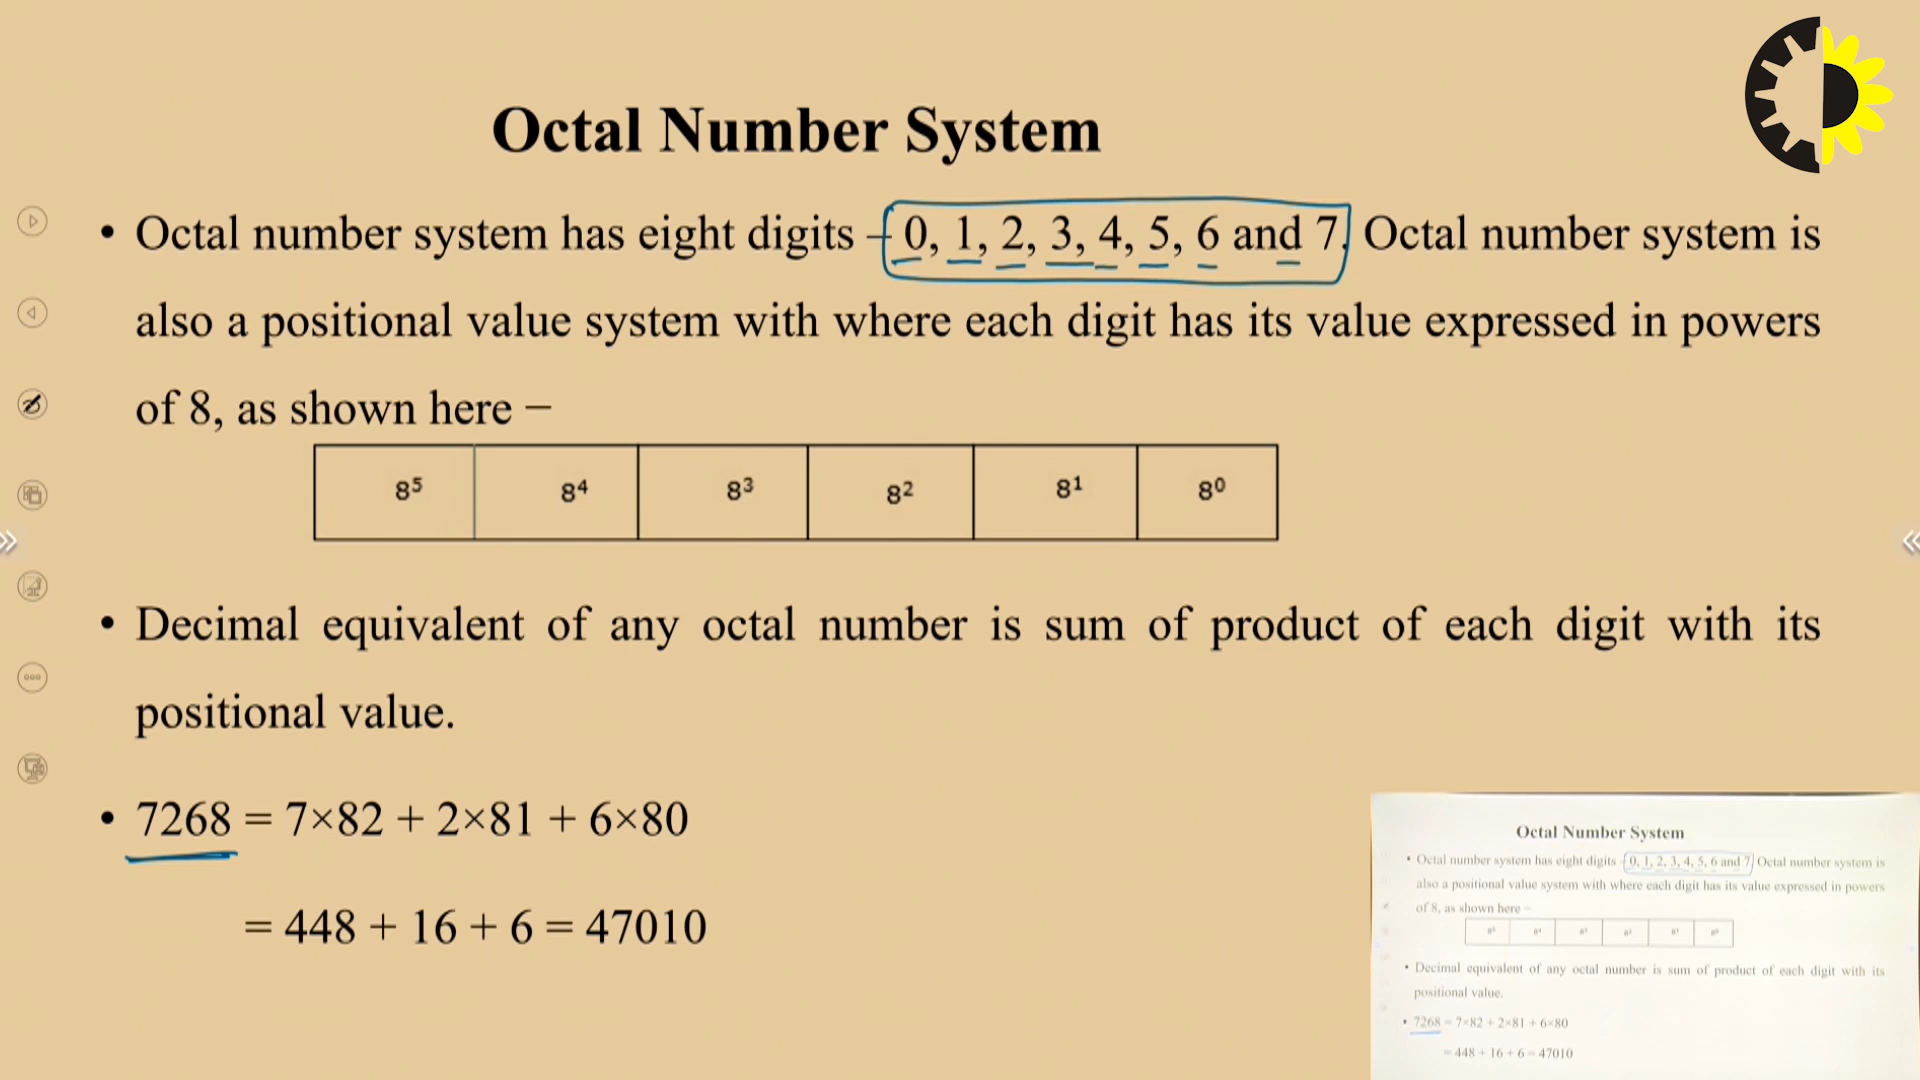 Octal Number System
• Octal number system has eight digits – 0, 1, 2, 3, 4, 5, 6 and 7. Octal number system is
also a positional value system with where each digit has its value expressed in powers
of 8, as shown here −
8⁵ 8⁴ 8³ 8² 8¹ 8⁰
• Decimal equivalent of any octal number is sum of product of each digit with its
positional value.
• 7268 = 7×82 + 2×81 + 6×80
= 448 + 16 + 6 = 47010
Octal Number System
• Octal number system has eight digits – 0, 1, 2, 3, 4, 5, 6 and 7. Octal number system is
also a positional value system with where each digit has its value expressed in powers
of 8, as shown here −
8⁵ 8⁴ 8³ 8² 8¹ 8⁰
• Decimal equivalent of any octal number is sum of product of each digit with its
positional value.
• 7268 = 7×82 + 2×81 + 6×80
= 448 + 16 + 6 = 47010